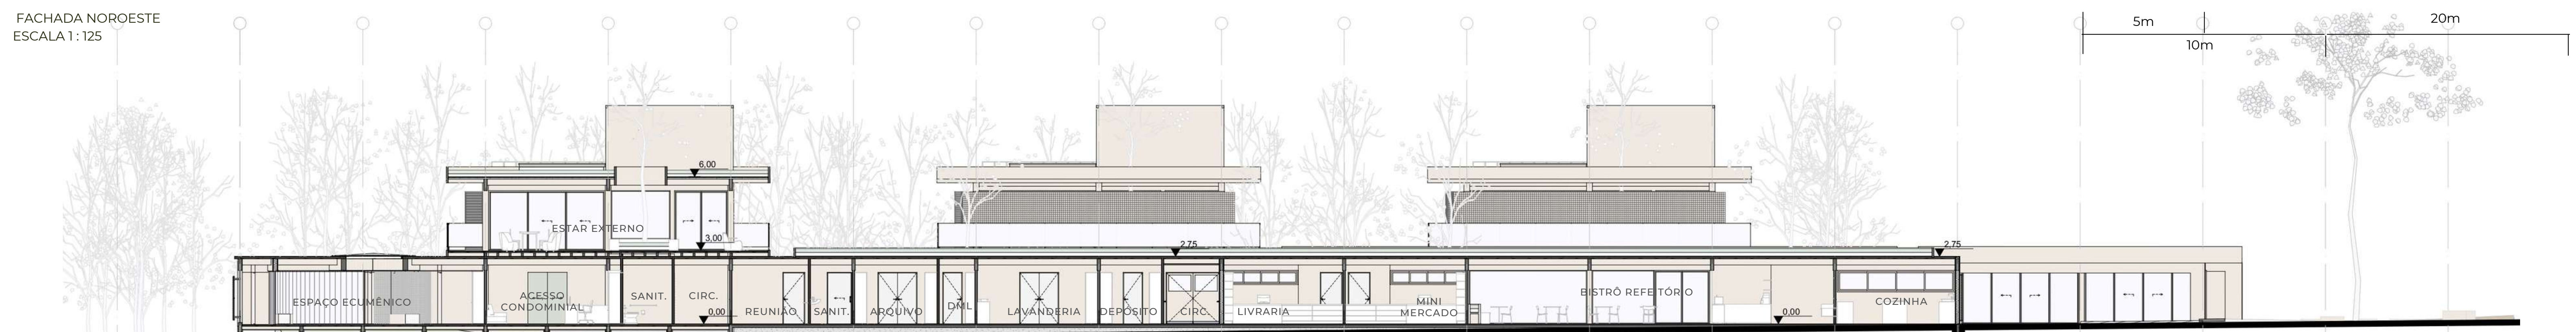 FACHADA NOROESTE
ESCALA 1 : 125
5m
20m
10m
6,00
ESTAR EXTERNO
3,00
2,75
2,75
ESPAÇO ECUMÊNICO
ACESSO
CONDOMINIAL
SANIT.
CIRC.
0,00
REUNIÃO
SANIT.
ARQUIVO
DML
LAVANDERIA
DEPÓSITO
CIRC.
LIVRARIA
MINI
MERCADO
BISTRÔ REFEITÓRIO
0,00
COZINHA